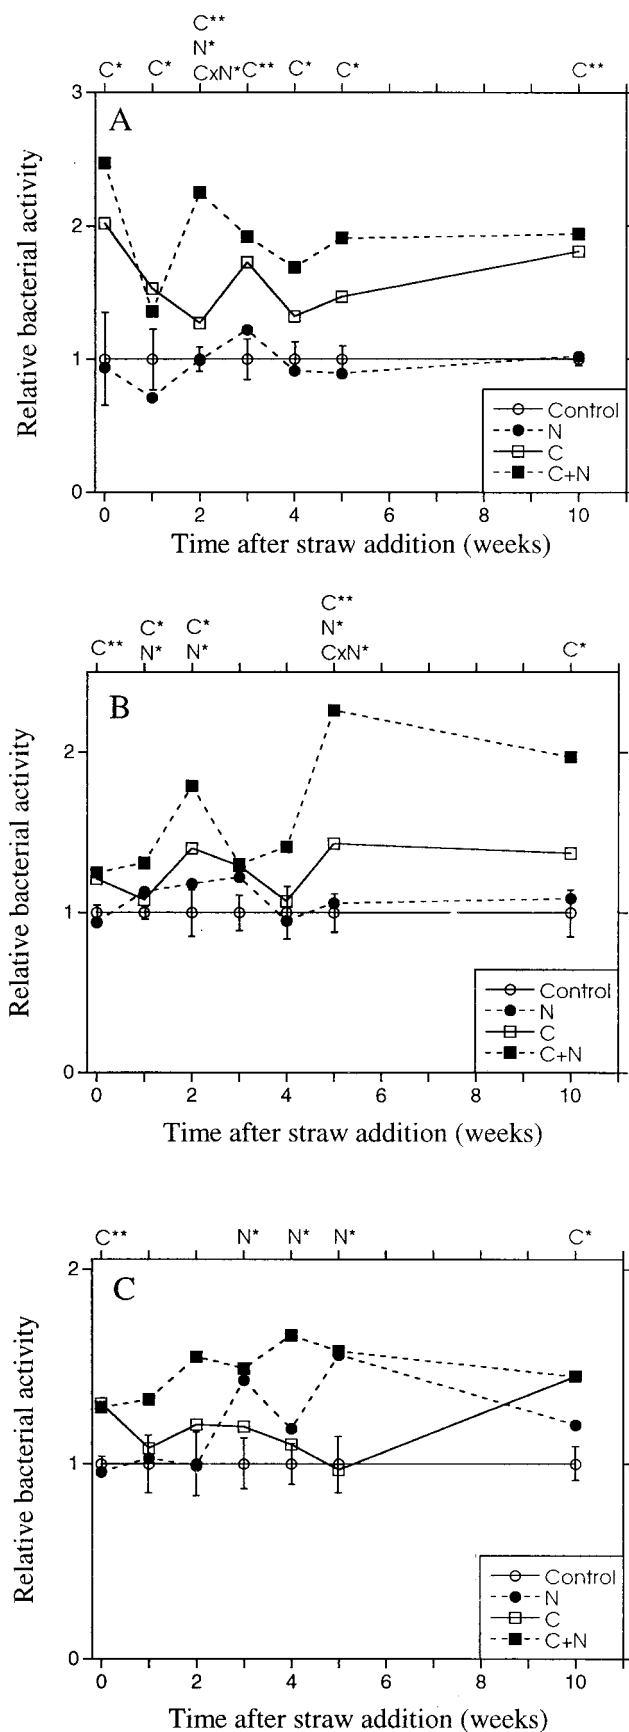 C**
N*
C* C* CxN* C** C* C* C**
3
A
2
1
0
Relative bacterial activity
Control
N
C
C+N
0 2 4 6 8 10
Time after straw addition (weeks)
C**
C* C* N*
C** N* N* CxN* C*
B
2
1
0
Relative bacterial activity
Control
N
C
C+N
0 2 4 6 8 10
Time after straw addition (weeks)
C** N* N* N* C*
2
C
1
0
Relative bacterial activity
Control
N
C
C+N
0 2 4 6 8 10
Time after straw addition (weeks)